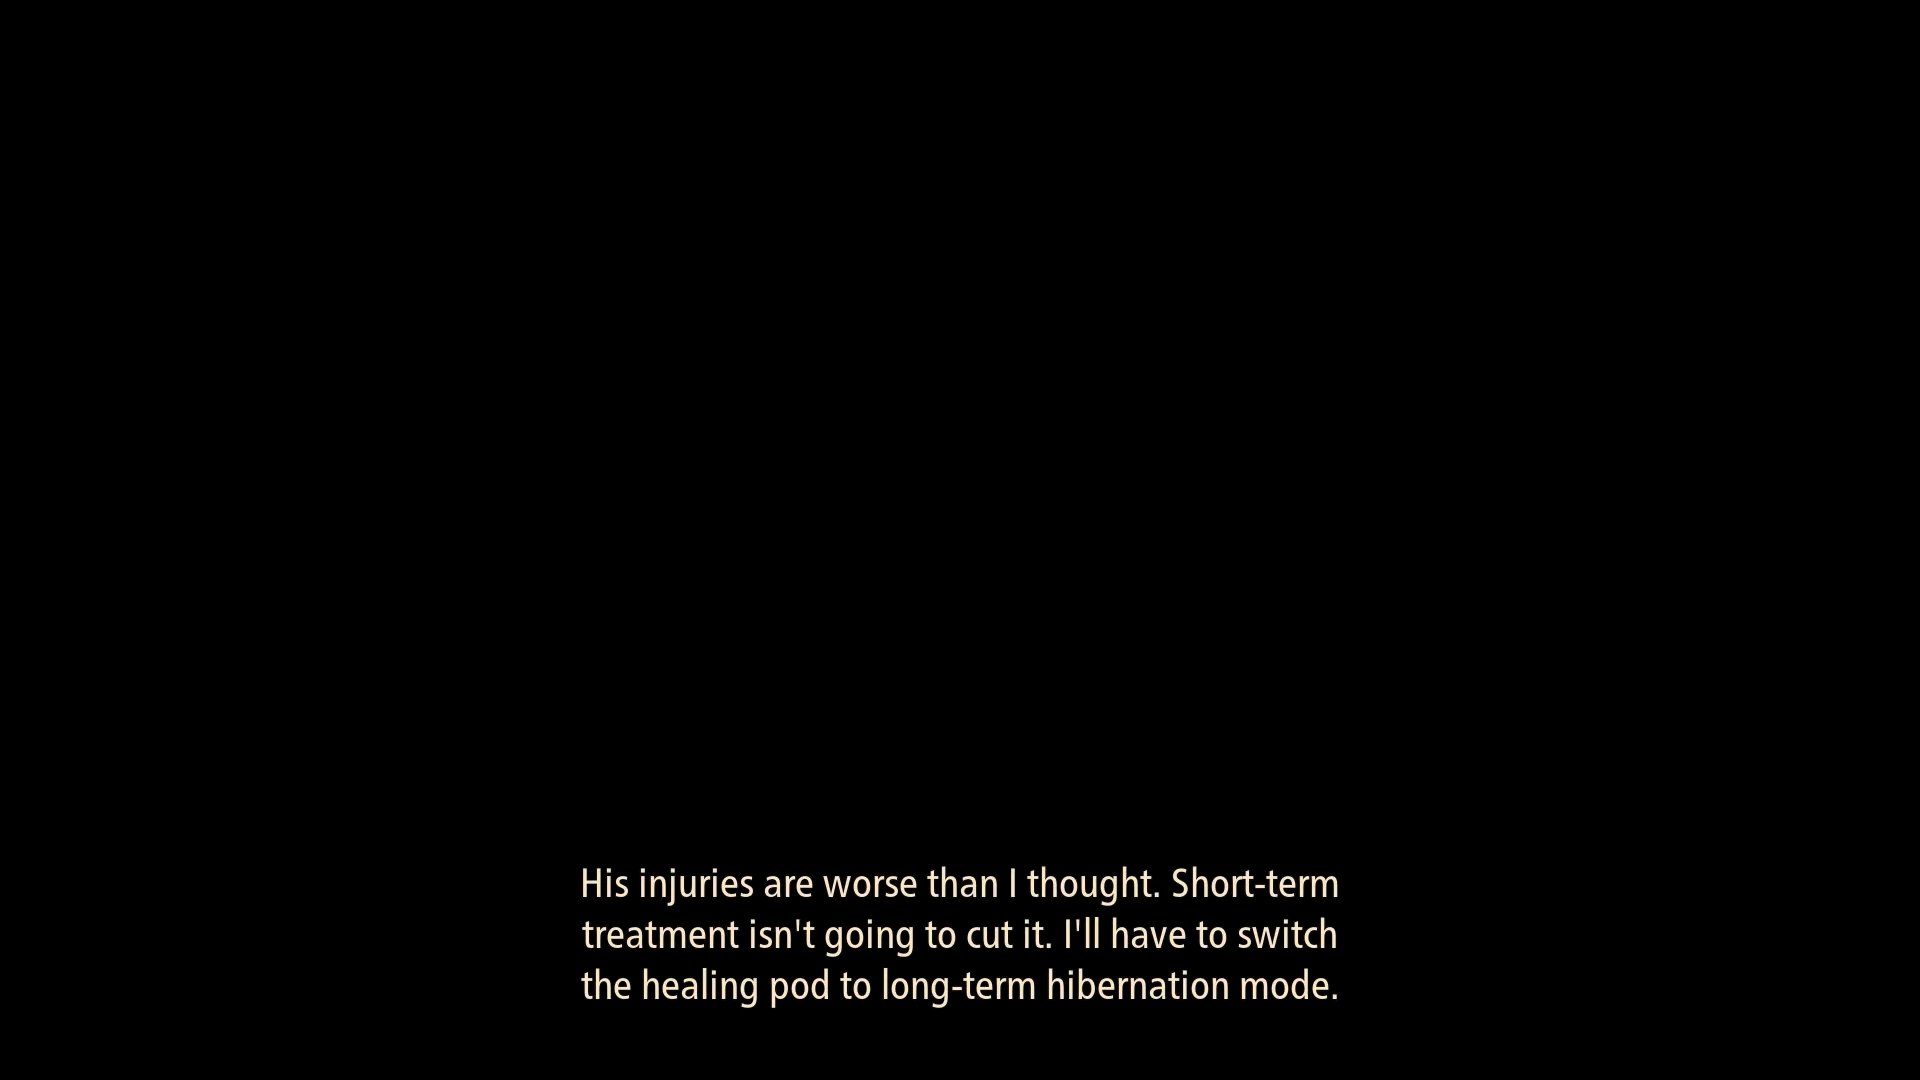 His injuries are worse than I thought. Short-term
treatment isn't going to cut it. I'll have to switch
the healing pod to long-term hibernation mode.